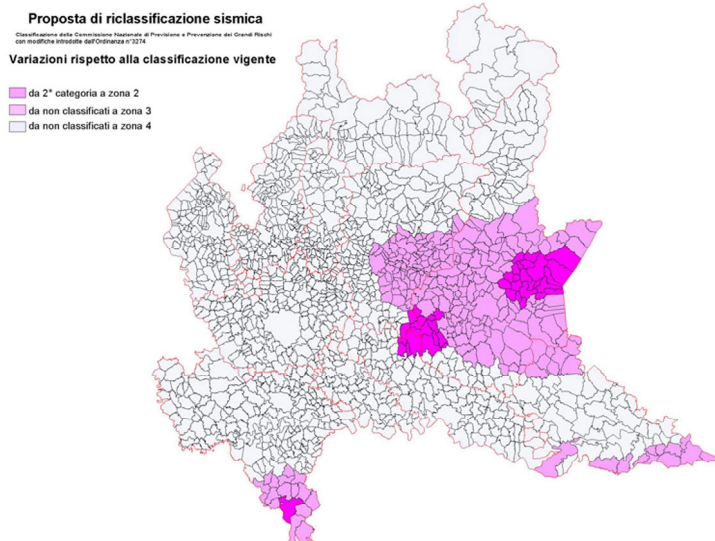 Proposta di riclassificazione sismica
Classificazione della Commissione Nazionale di Previsione e Prevenzione dei Grandi Rischi
con modifiche introdotte dall'Ordinanza n°3274
Variazioni rispetto alla classificazione vigente
da 2° categoria a zona 2
da non classificati a zona 3
da non classificati a zona 4